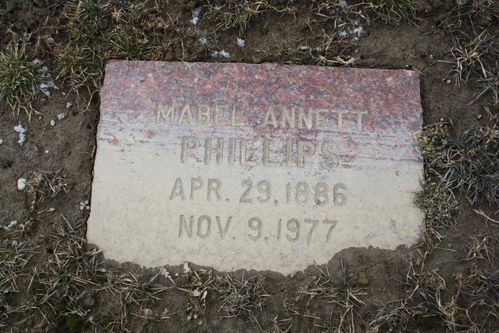 MABEL ANNETT
PHILLIPS
APR. 29, 1886
NOV. 9, 1977